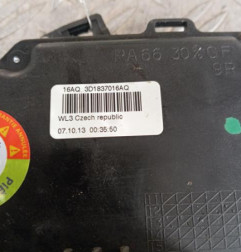 PA66 30%GF
16AQ 3D1837016AQ
WL3 Czech republic
07.10.13 00:35:50